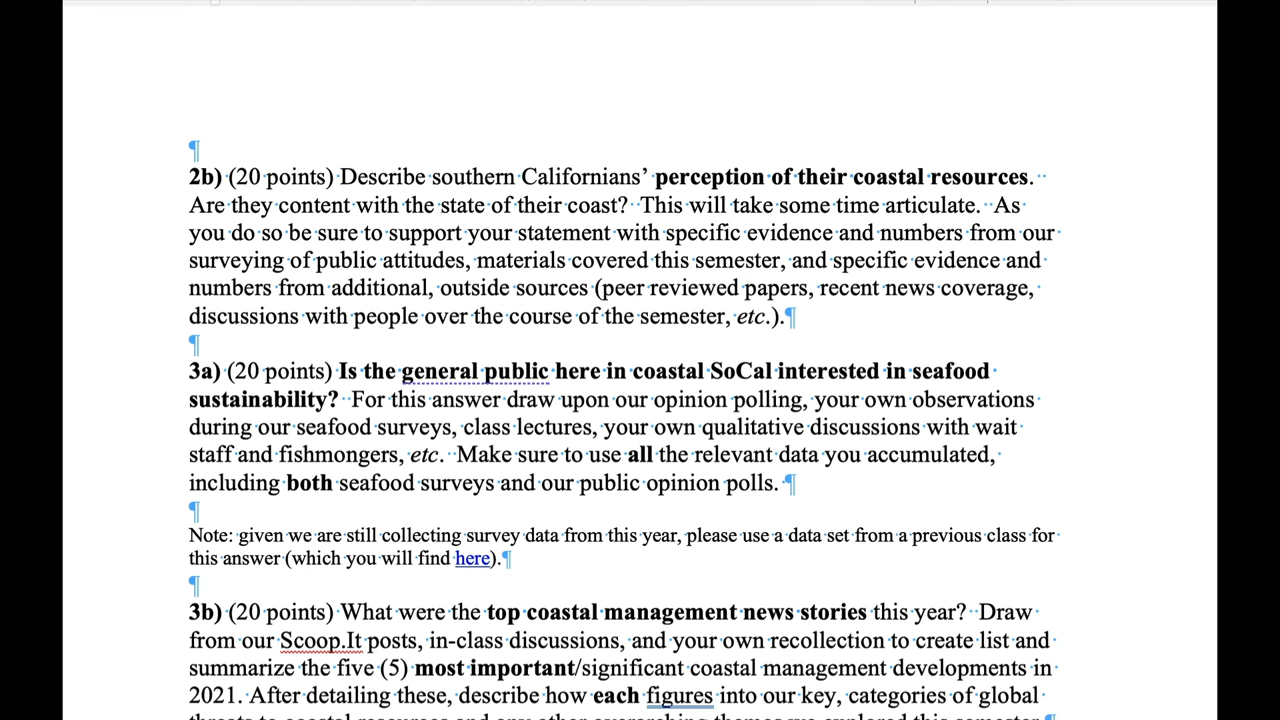 ¶
2b) (20 points) Describe southern Californians’ perception of their coastal resources.
Are they content with the state of their coast? This will take some time articulate. As
you do so be sure to support your statement with specific evidence and numbers from our
surveying of public attitudes, materials covered this semester, and specific evidence and
numbers from additional, outside sources (peer reviewed papers, recent news coverage,
discussions with people over the course of the semester, etc.).¶
¶
3a) (20 points) Is the general public here in coastal SoCal interested in seafood
sustainability? For this answer draw upon our opinion polling, your own observations
during our seafood surveys, class lectures, your own qualitative discussions with wait
staff and fishmongers, etc. Make sure to use all the relevant data you accumulated,
including both seafood surveys and our public opinion polls. ¶
¶
Note: given we are still collecting survey data from this year, please use a data set from a previous class for
this answer (which you will find here).¶
¶
3b) (20 points) What were the top coastal management news stories this year? Draw
from our Scoop.It posts, in-class discussions, and your own recollection to create list and
summarize the five (5) most important/significant coastal management developments in
2021. After detailing these, describe how each figures into our key, categories of global